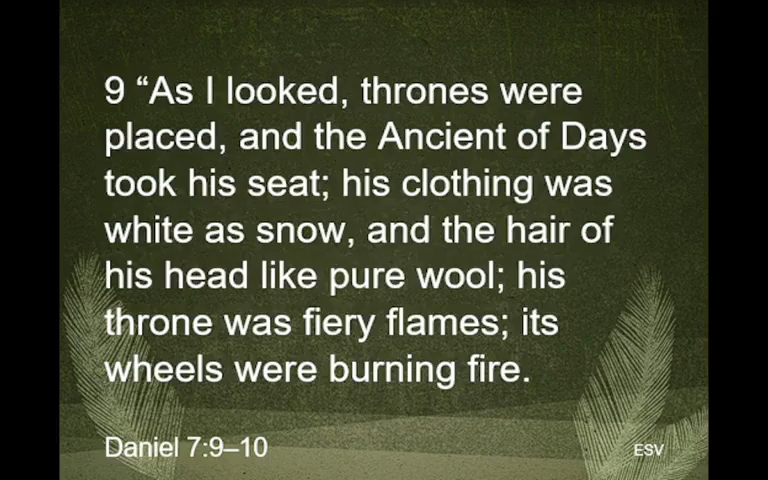 9 “As I looked, thrones were
placed, and the Ancient of Days
took his seat; his clothing was
white as snow, and the hair of
his head like pure wool; his
throne was fiery flames; its
wheels were burning fire.
Daniel 7:9–10
ESV